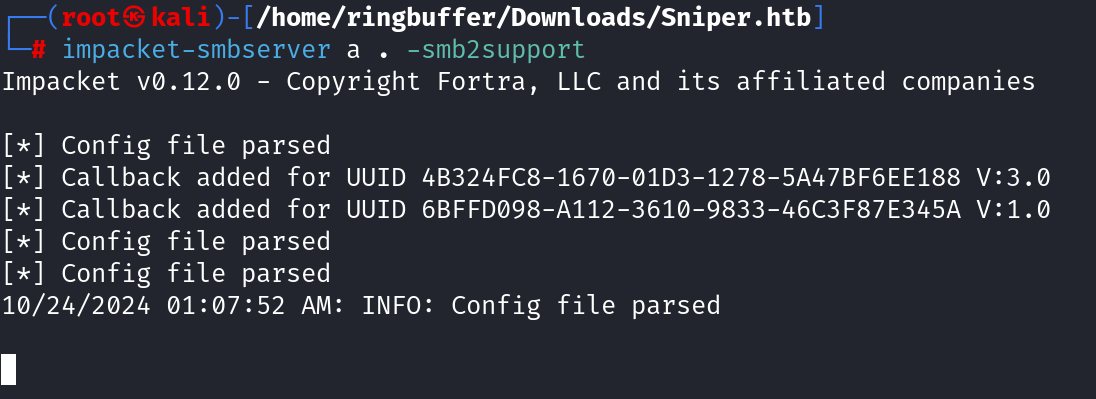 ┌──(root㉿kali)-[/home/ringbuffer/Downloads/Sniper.htb]
└─# impacket-smbserver a . -smb2support
Impacket v0.12.0 - Copyright Fortra, LLC and its affiliated companies
[*] Config file parsed
[*] Callback added for UUID 4B324FC8-1670-01D3-1278-5A47BF6EE188 V:3.0
[*] Callback added for UUID 6BFFD098-A112-3610-9833-46C3F87E345A V:1.0
[*] Config file parsed
[*] Config file parsed
10/24/2024 01:07:52 AM: INFO: Config file parsed